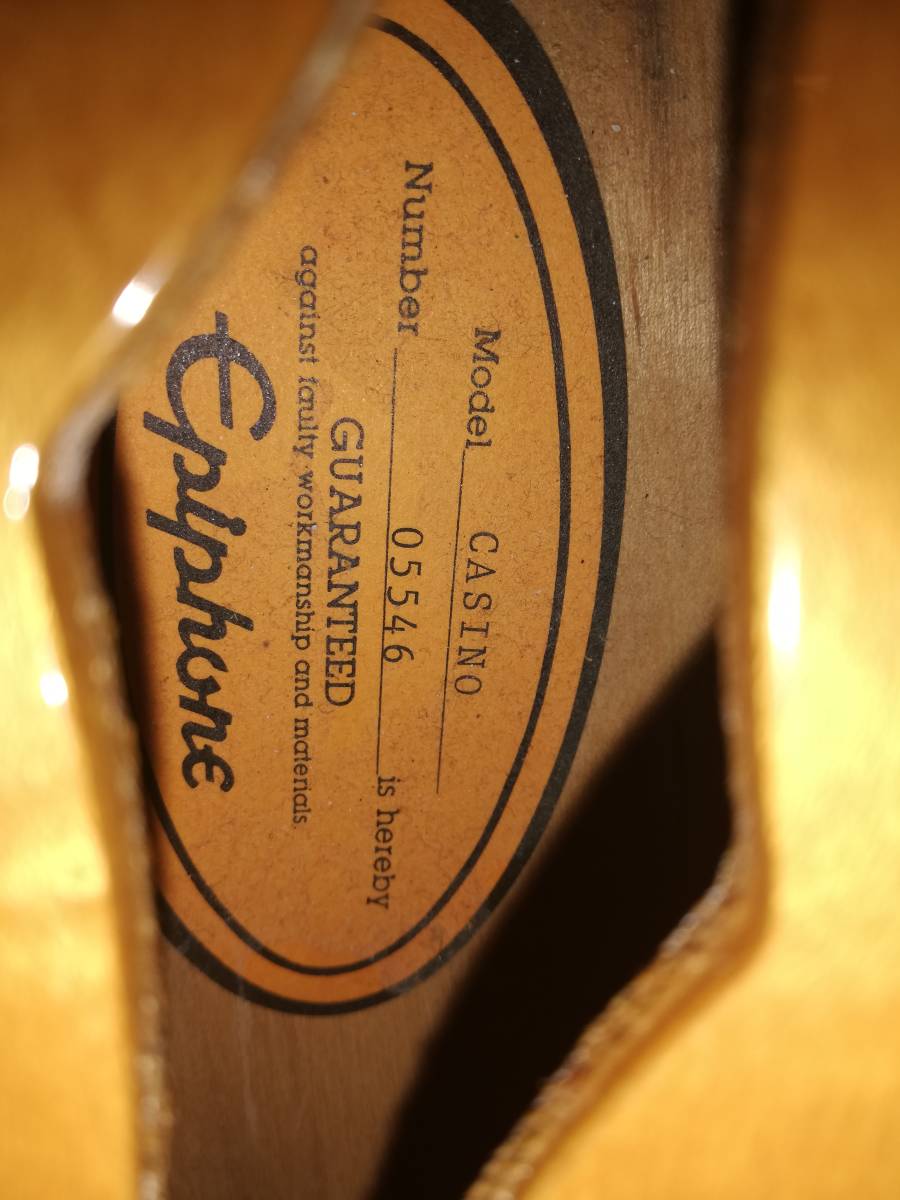 Model CASINO
Number 05546 is hereby
GUARANTEED
against faulty workmanship and materials.
Epiphone